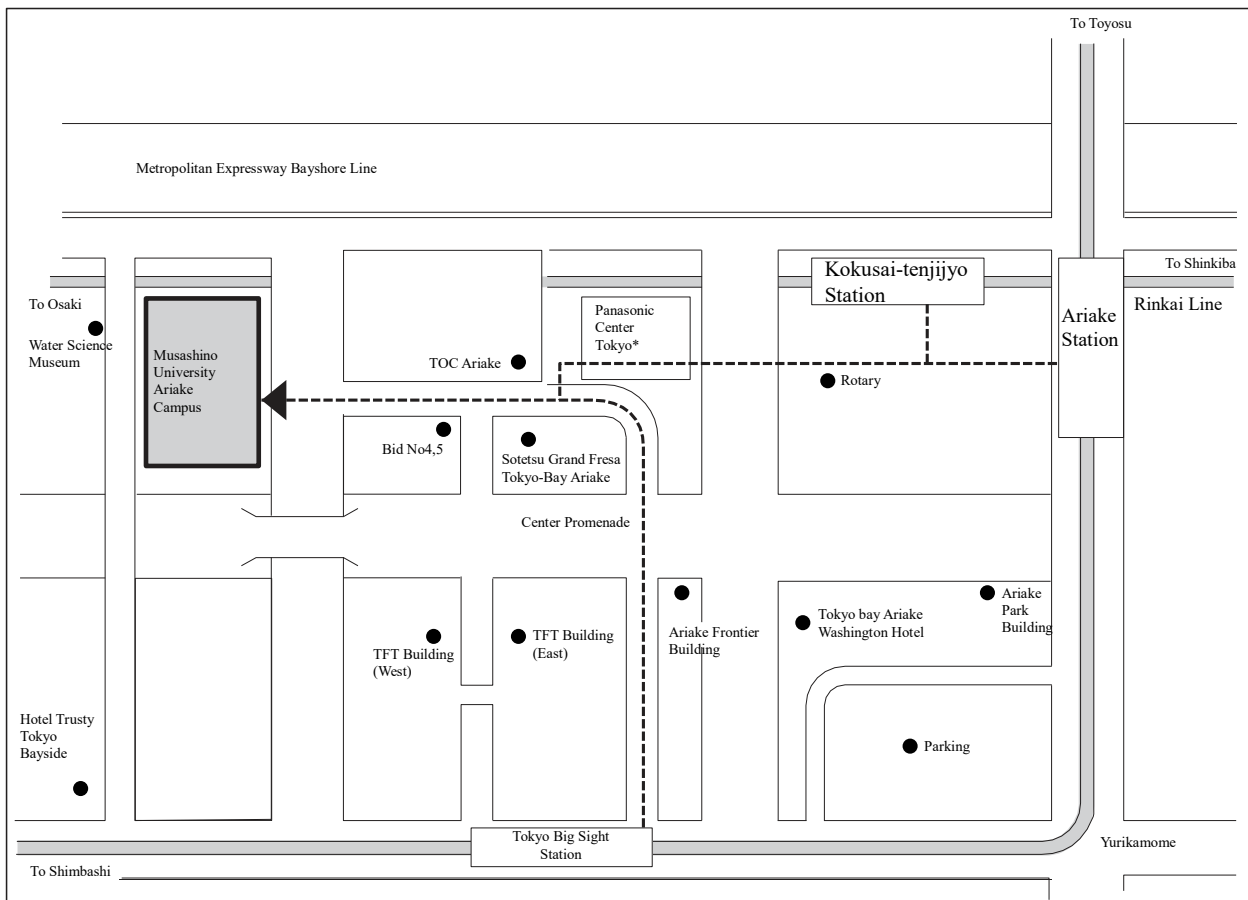 To Toyosu
Metropolitan Expressway Bayshore Line
Kokusai-tenjijyo
Station
To Shinkiba
Rinkai Line
Ariake
Station
To Osaki
Water Science
Museum
Musashino
University
Ariake
Campus
Panasonic
Center
Tokyo*
TOC Ariake
Rotary
Bid No4,5
Sotetsu Grand Fresa
Tokyo-Bay Ariake
Center Promenade
TFT Building
(West)
TFT Building
(East)
Ariake Frontier
Building
Tokyo bay Ariake
Washington Hotel
Ariake
Park
Building
Hotel Trusty
Tokyo
Bayside
Parking
Tokyo Big Sight
Station
Yurikamome
To Shimbashi